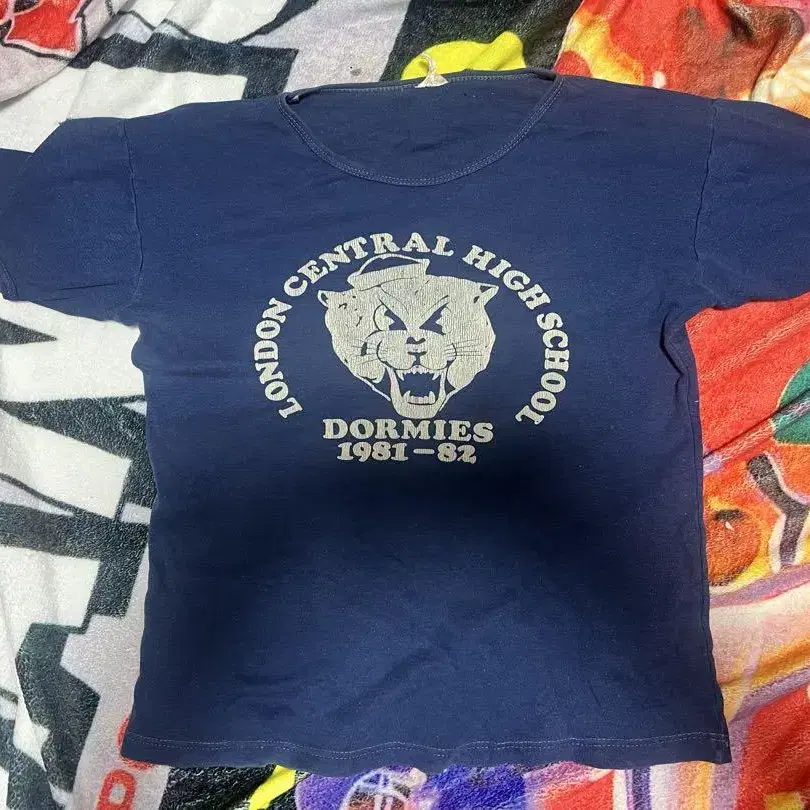 LONDON CENTRAL HIGH SCHOOL
DORMIES
1981-82